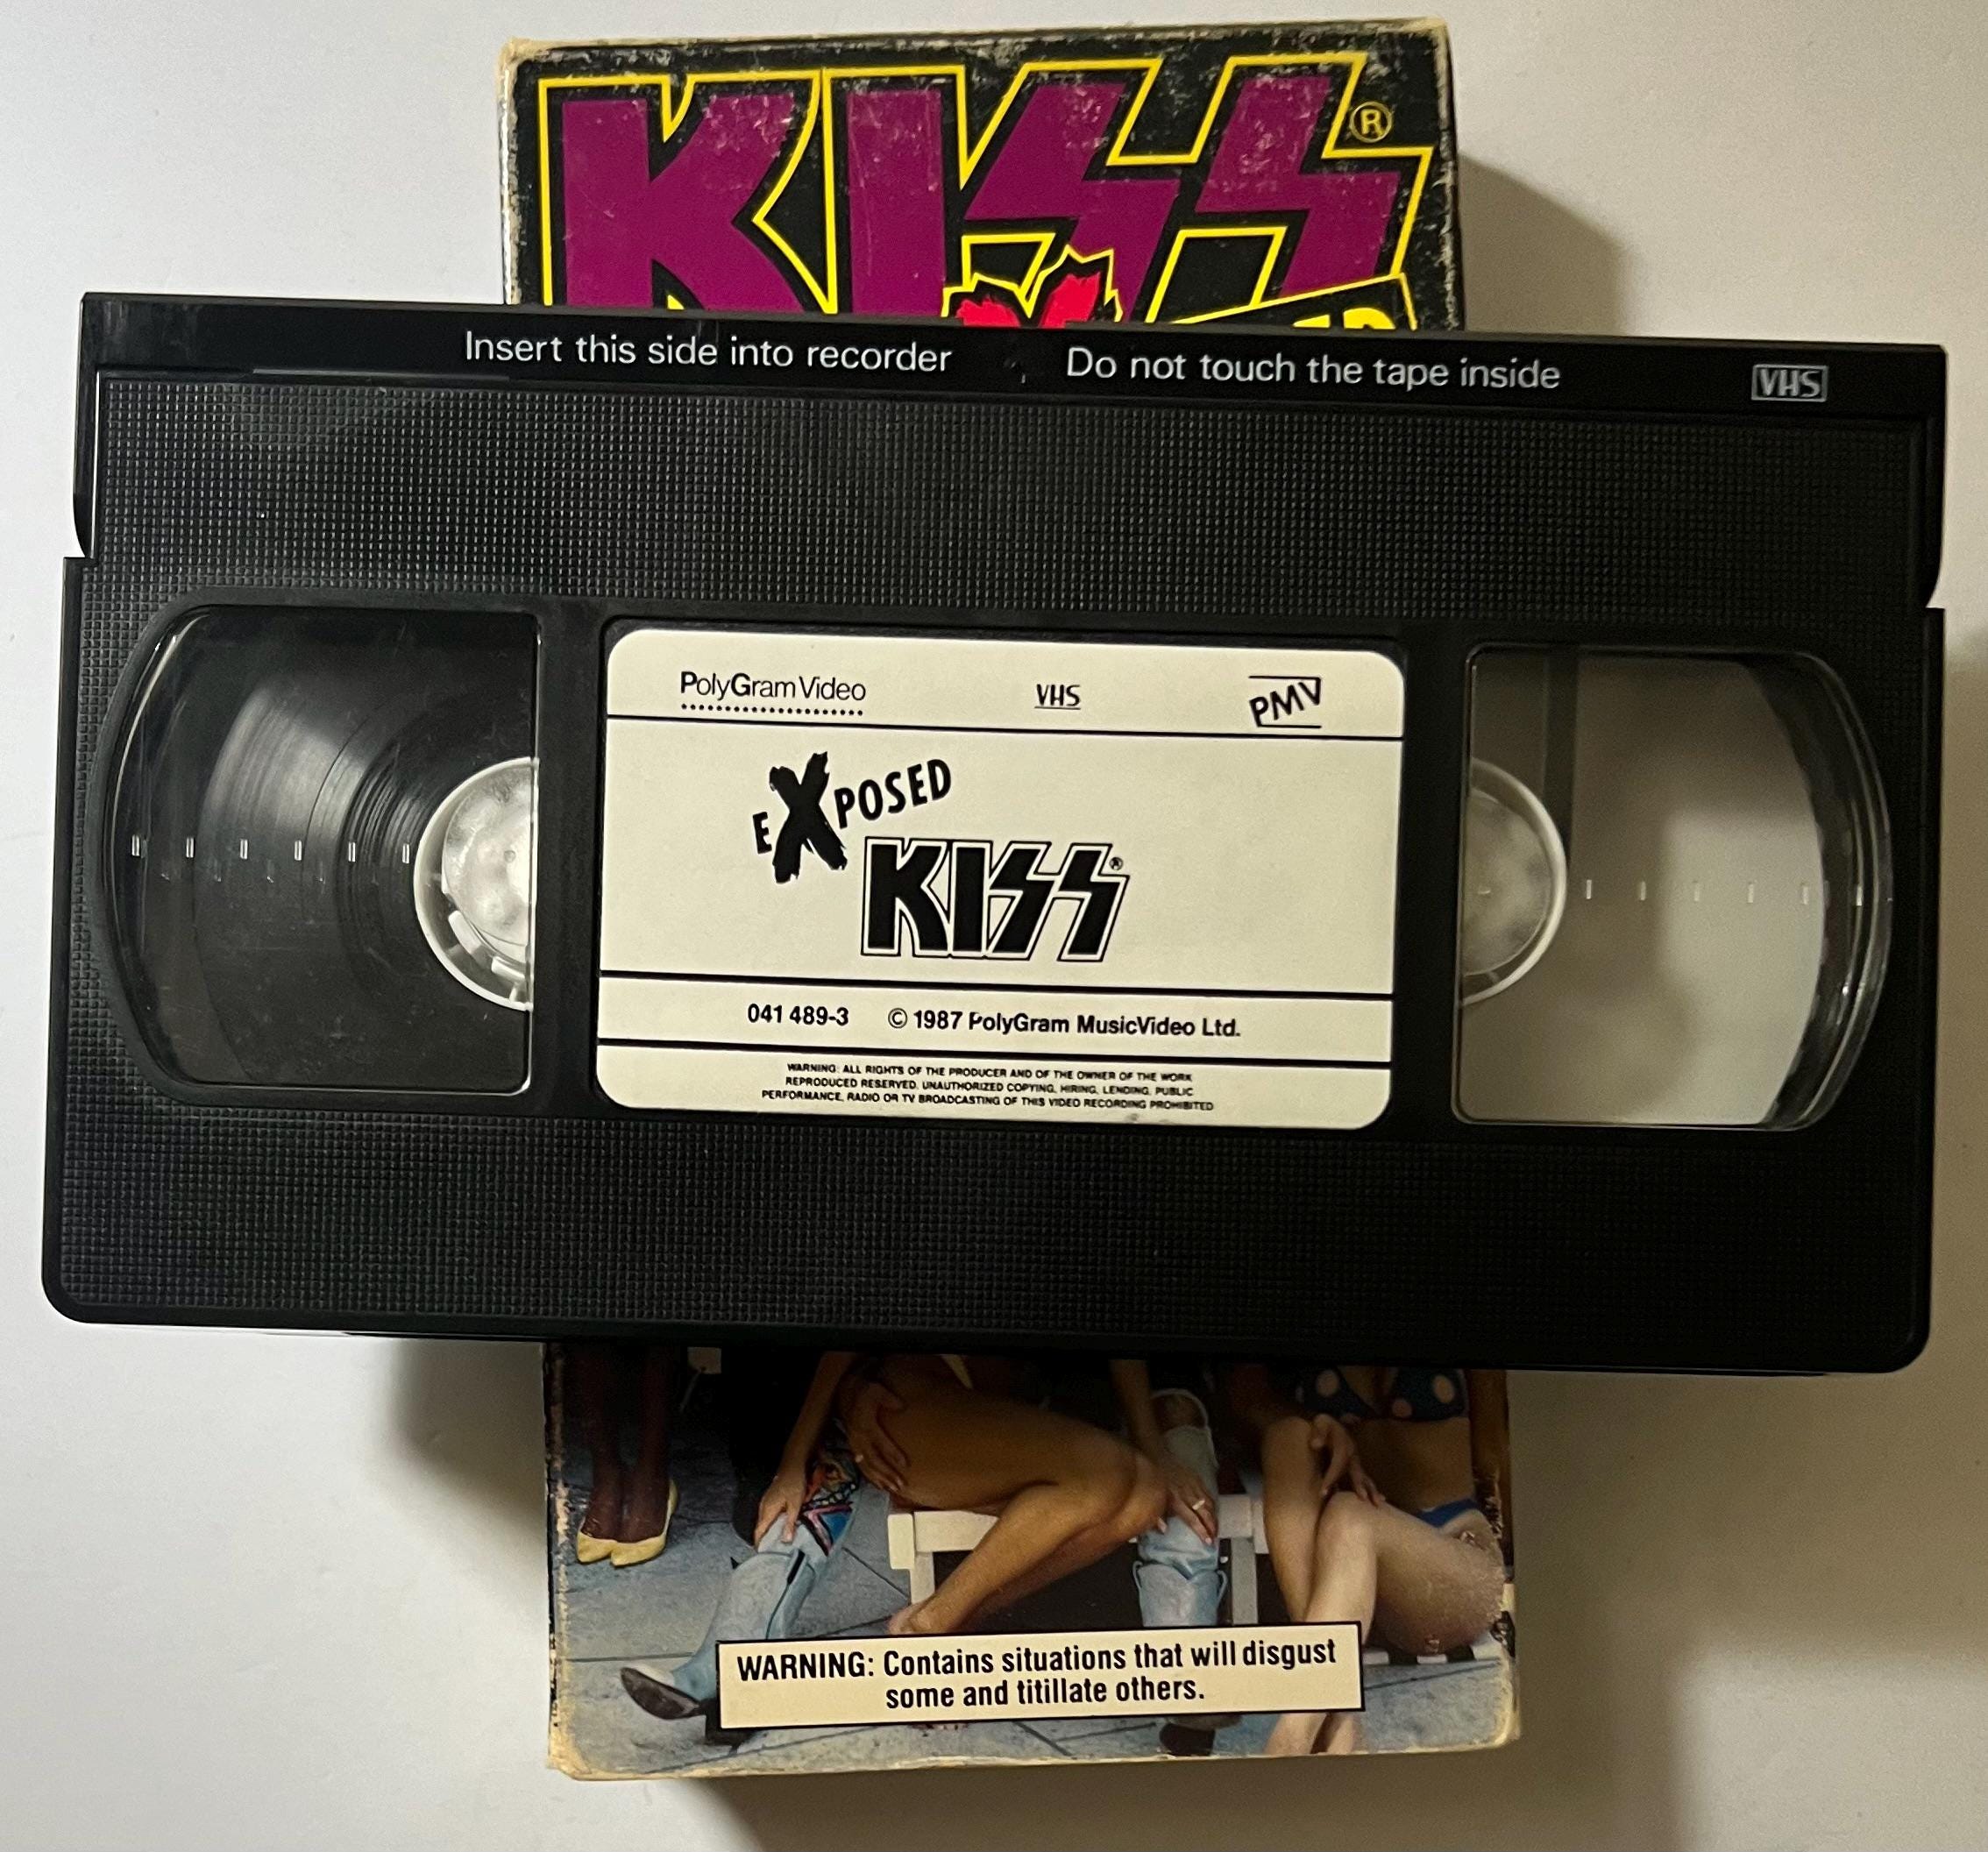 KISS®
Insert this side into recorder
Do not touch the tape inside
VHS
PolyGram Video
VHS
PMV
EXPOSED
KISS®
041 489-3 © 1987 PolyGram MusicVideo Ltd.
WARNING: ALL RIGHTS OF THE PRODUCER AND OF THE OWNER OF THE WORK
REPRODUCED RESERVED. UNAUTHORIZED COPYING, HIRING, LENDING, PUBLIC
PERFORMANCE, RADIO OR TV BROADCASTING OF THIS VIDEO RECORDING PROHIBITED
WARNING: Contains situations that will disgust
some and titillate others.